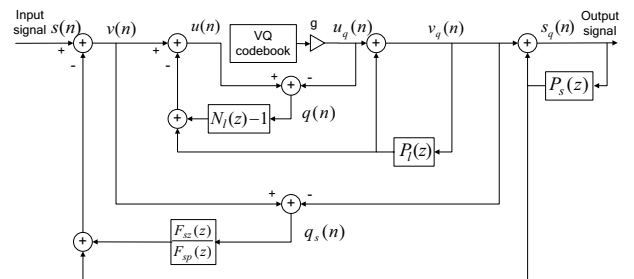 Input signal
s(n)
v(n)
u(n)
VQ codebook
g
u_q(n)
v_q(n)
s_q(n)
Output signal
+
+
-
+
+
-
+
+
P_s(z)
+
+
-
q(n)
+
N_l(z)-1
P_l(z)
+
+
-
q_s(n)
+
F_sz(z)
F_sp(z)